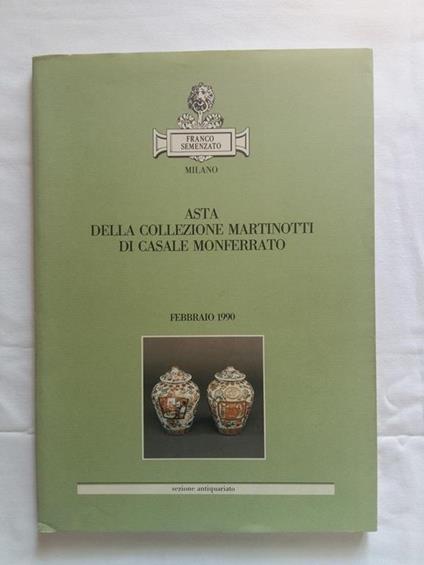 FRANCO
SEMENZATO
MILANO
ASTA
DELLA COLLEZIONE MARTINOTTI
DI CASALE MONFERRATO
FEBBRAIO 1990
sezione antiquariato